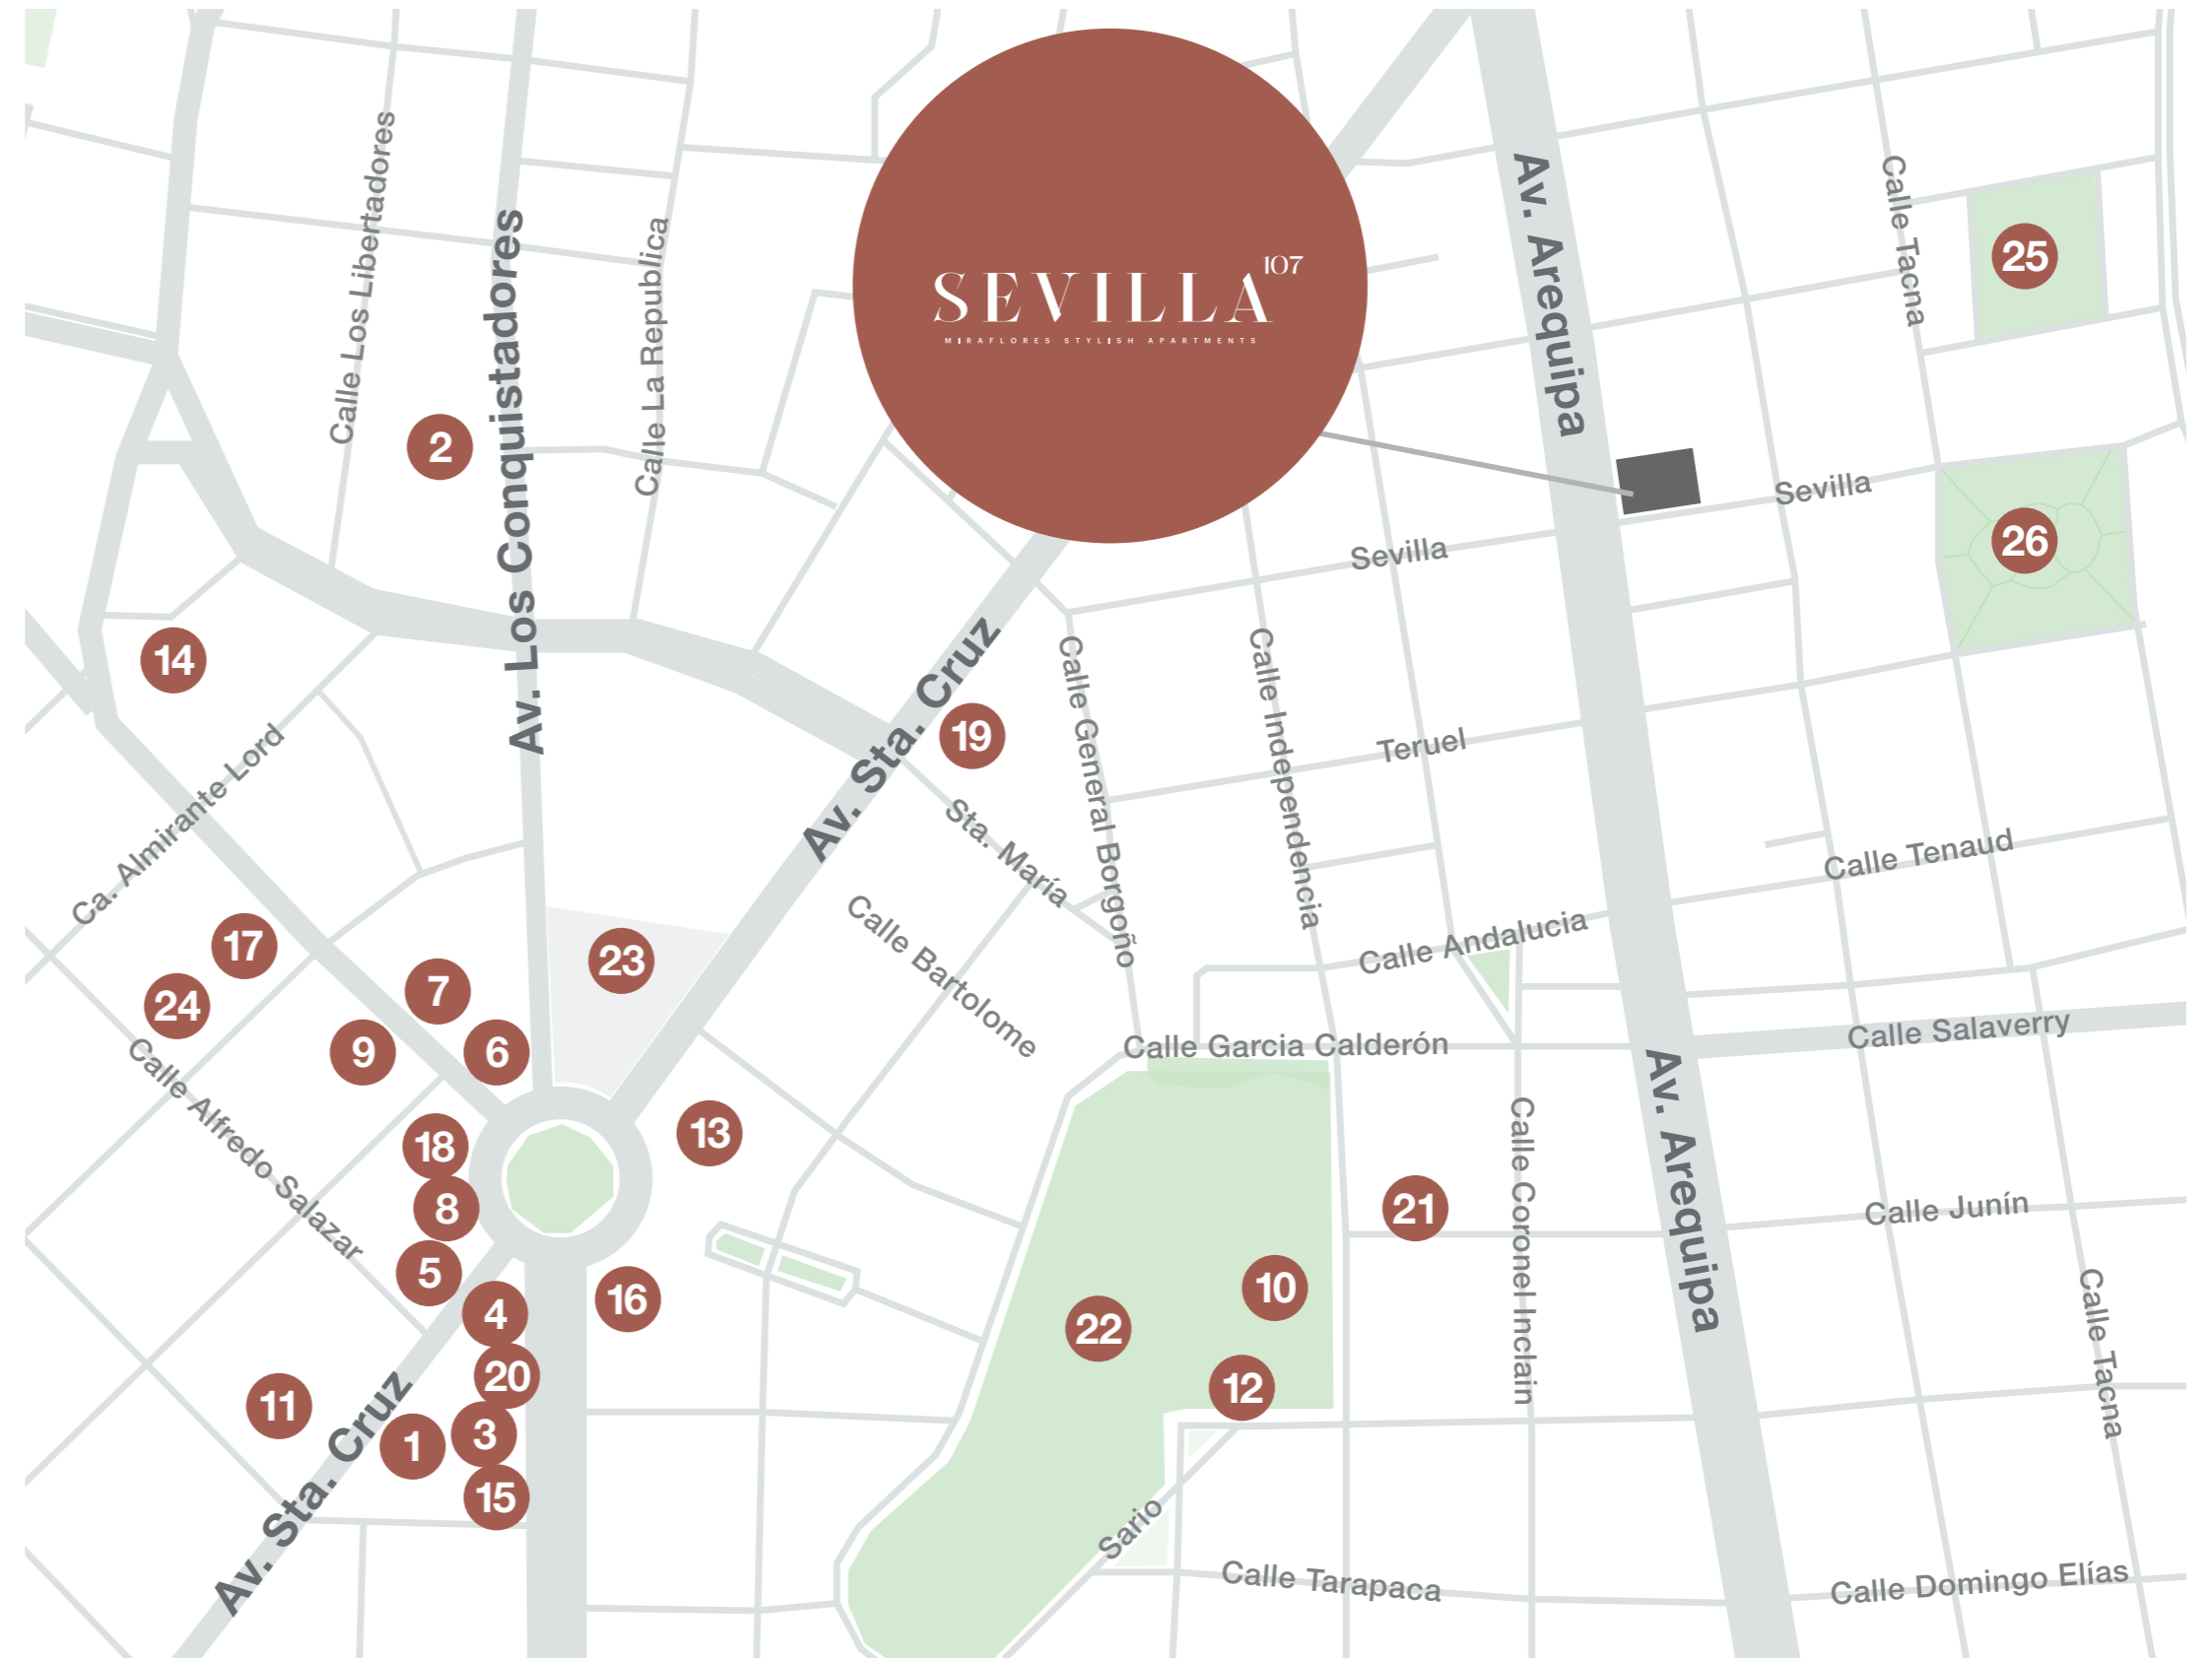 SEVILLA 107
MIRAFLORES STYLISH APARTMENTS
Calle Los Libertadores
Av. Los Conquistadores
Calle La Republica
Av. Arequipa
Calle Tacna
25
2
Sevilla
Sevilla
26
14
Av. Sta. Cruz
19
Calle General Borgoño
Calle Independencia
Teruel
Ca. Almirante Lord
Sta. María
Calle Tenaud
Calle Bartolome
Calle Andalucia
17
23
7
24
9
6
Calle Garcia Calderón
Calle Salaverry
Calle Alfredo Salazar
18
13
Calle Coronel Inclain
Av. Arequipa
8
21
Calle Junín
5
4
16
10
22
20
12
Calle Tacna
11
1
3
15
Av. Sta. Cruz
Sario
Calle Tarapaca
Calle Domingo Elías